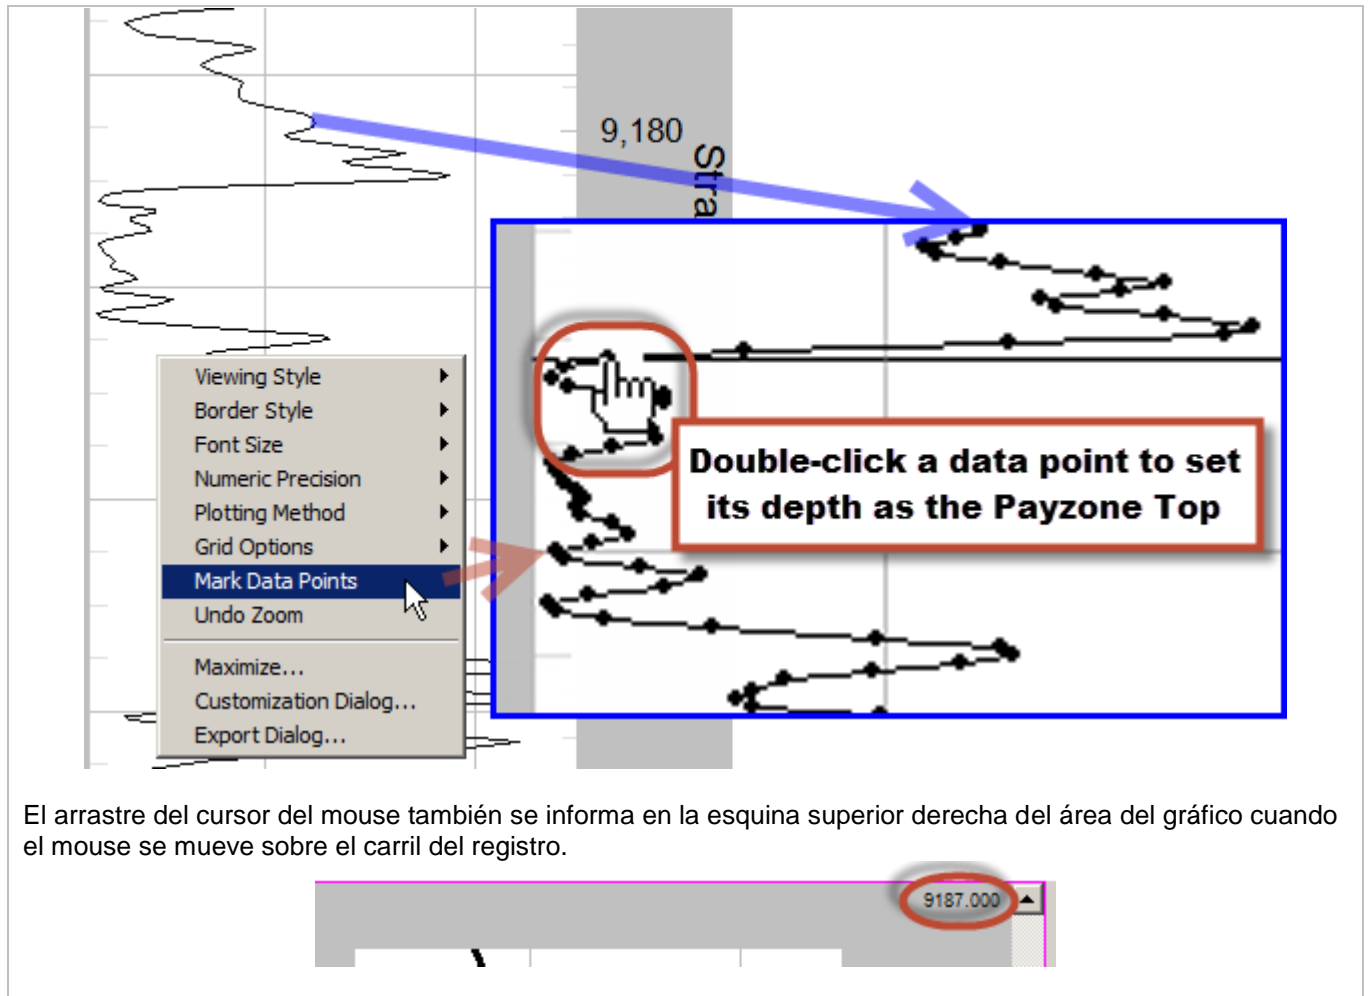 9,180
Stra
Viewing Style
Border Style
Font Size
Numeric Precision
Plotting Method
Grid Options
Mark Data Points
Undo Zoom
Maximize...
Customization Dialog...
Export Dialog...
Double-click a data point to set
its depth as the Payzone Top
El arrastre del cursor del mouse también se informa en la esquina superior derecha del área del gráfico cuando
el mouse se mueve sobre el carril del registro.
9187.000